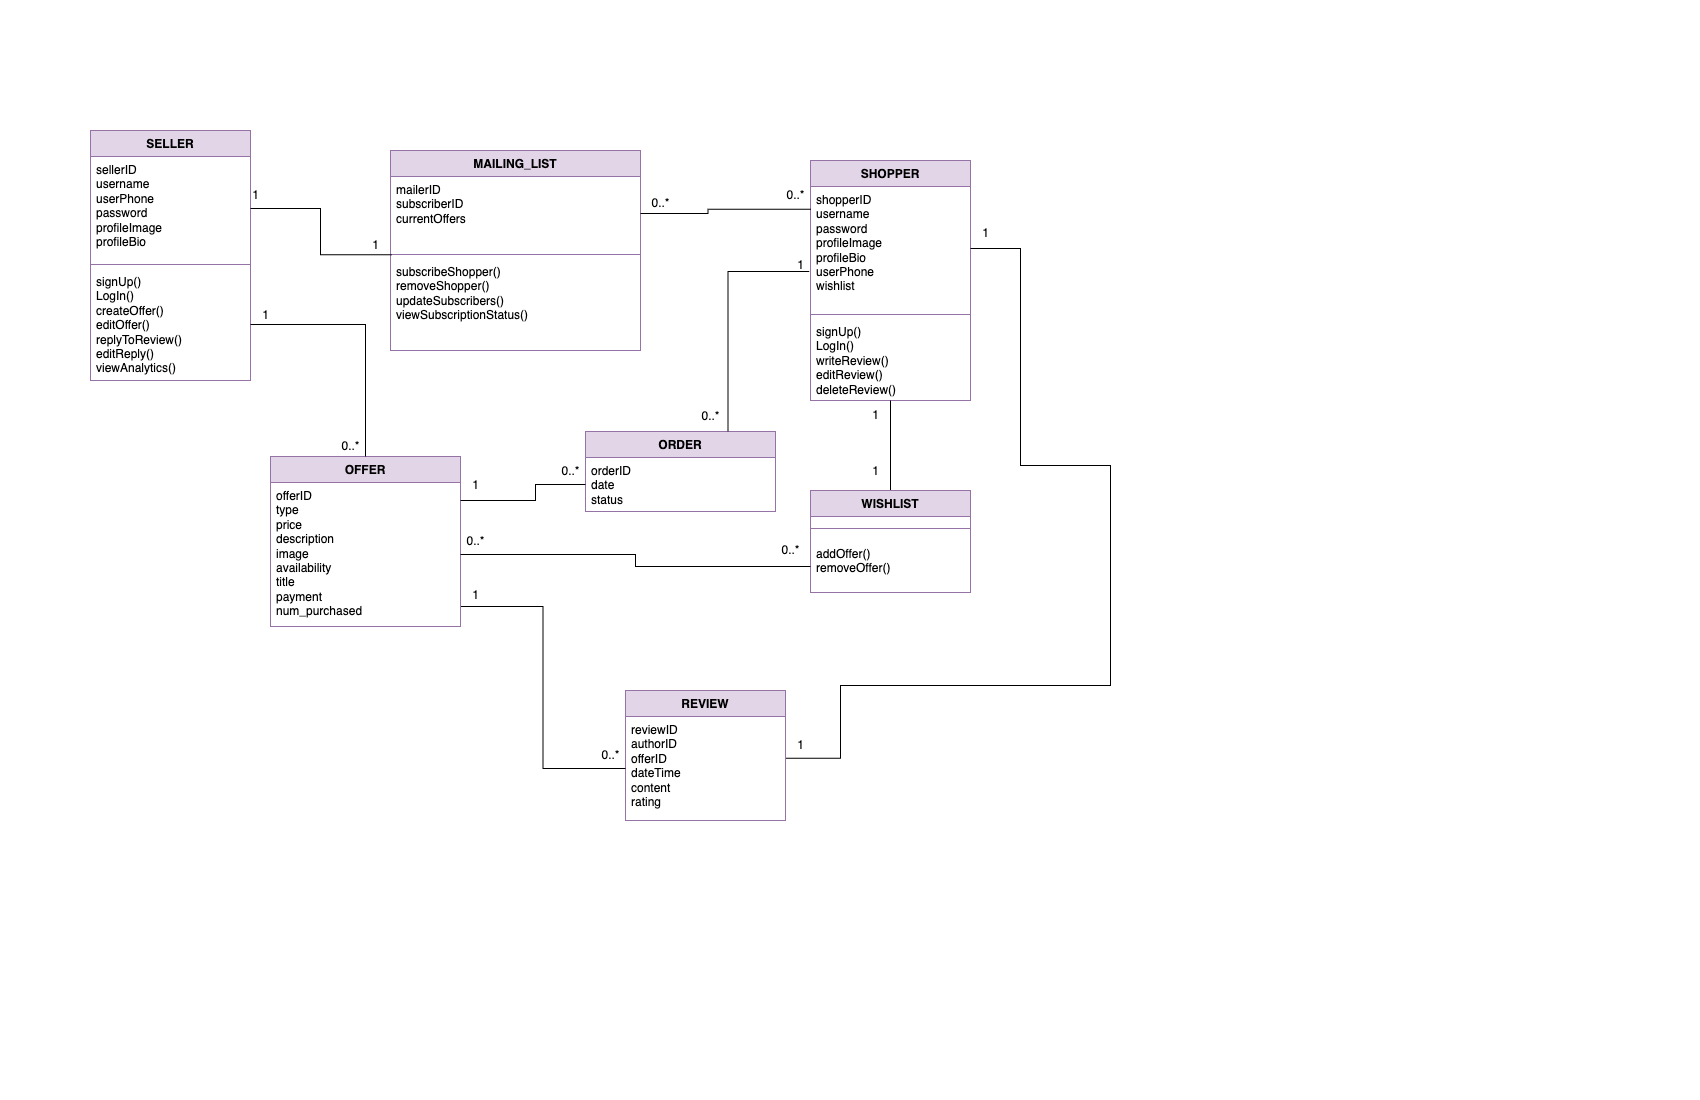 SELLER
sellerID
username
userPhone
password
profileImage
profileBio
signUp()
LogIn()
createOffer()
editOffer()
replyToReview()
editReply()
viewAnalytics()
1
1
MAILING_LIST
mailerID
subscriberID
currentOffers
subscribeShopper()
removeShopper()
updateSubscribers()
viewSubscriptionStatus()
0..*
0..*
SHOPPER
shopperID
username
password
profileImage
profileBio
userPhone
wishlist
signUp()
LogIn()
writeReview()
editReview()
deleteReview()
1
1
1
0..*
1
0..*
OFFER
offerID
type
price
description
image
availability
title
payment
num_purchased
1
0..*
ORDER
orderID
date
status
1
1
WISHLIST
addOffer()
removeOffer()
0..*
0..*
1
0..*
REVIEW
reviewID
authorID
offerID
dateTime
content
rating
1